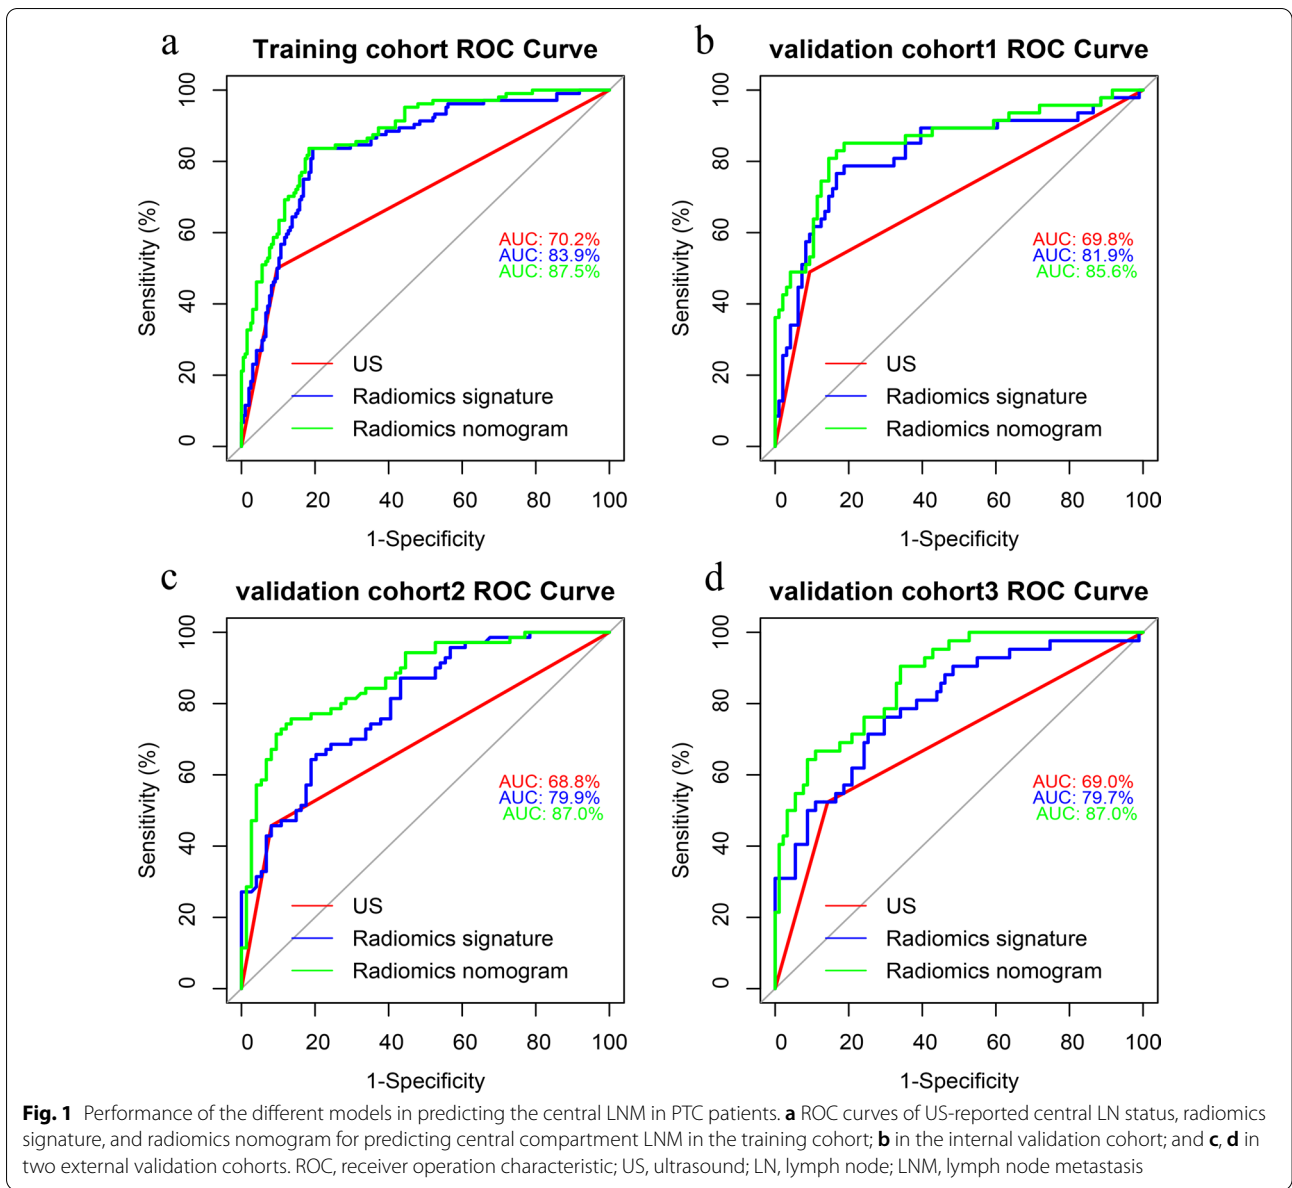 a
Training cohort ROC Curve
Sensitivity (%)
100
80
60
40
20
0
AUC: 70.2%
AUC: 83.9%
AUC: 87.5%
US
Radiomics signature
Radiomics nomogram
0 20 40 60 80 100
1-Specificity
b
validation cohort1 ROC Curve
Sensitivity (%)
100
80
60
40
20
0
AUC: 69.8%
AUC: 81.9%
AUC: 85.6%
US
Radiomics signature
Radiomics nomogram
0 20 40 60 80 100
1-Specificity
c
validation cohort2 ROC Curve
Sensitivity (%)
100
80
60
40
20
0
AUC: 68.8%
AUC: 79.9%
AUC: 87.0%
US
Radiomics signature
Radiomics nomogram
0 20 40 60 80 100
1-Specificity
d
validation cohort3 ROC Curve
Sensitivity (%)
100
80
60
40
20
0
AUC: 69.0%
AUC: 79.7%
AUC: 87.0%
US
Radiomics signature
Radiomics nomogram
0 20 40 60 80 100
1-Specificity
Fig. 1 Performance of the different models in predicting the central LNM in PTC patients. a ROC curves of US-reported central LN status, radiomics
signature, and radiomics nomogram for predicting central compartment LNM in the training cohort; b in the internal validation cohort; and c, d in
two external validation cohorts. ROC, receiver operation characteristic; US, ultrasound; LN, lymph node; LNM, lymph node metastasis